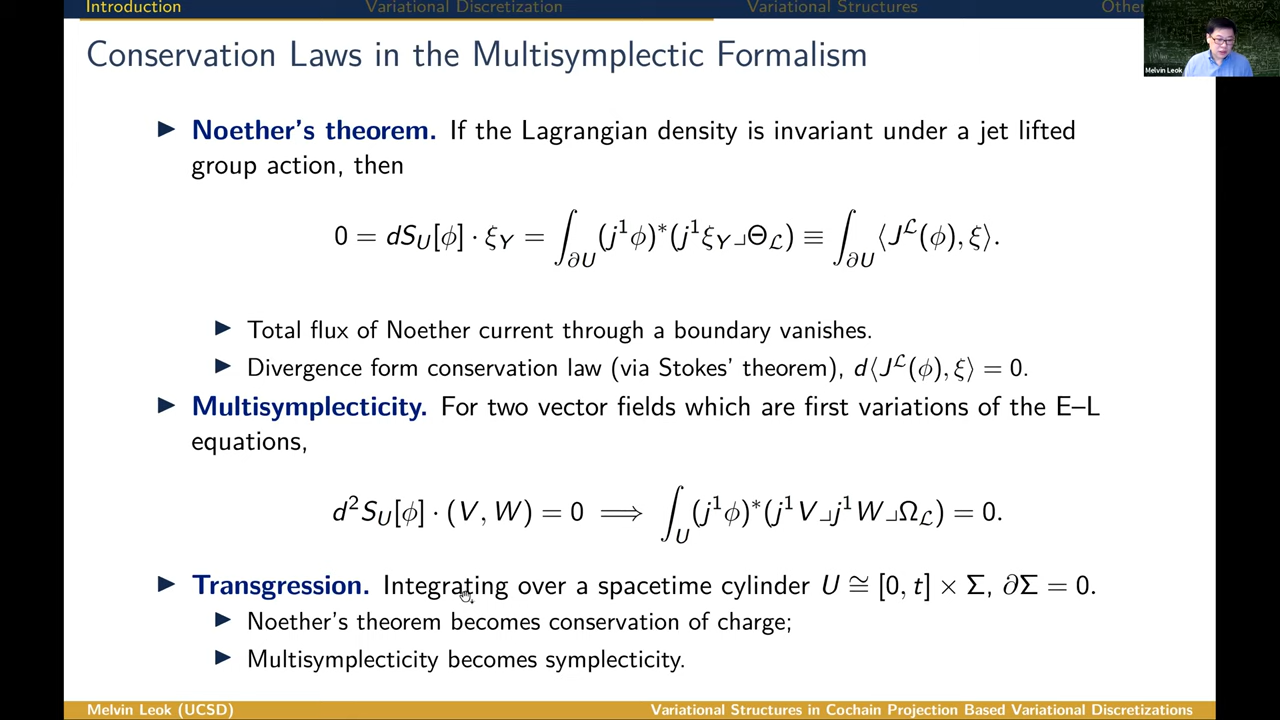 Introduction Variational Discretization Variational Structures Other
Conservation Laws in the Multisymplectic Formalism
Melvin Leok
▶ Noether's theorem. If the Lagrangian density is invariant under a jet lifted
group action, then
0 = dS_U[ϕ] · ξ_Y = ∫_{∂U} (j¹ϕ)*(j¹ξ_Y ⌟Θ_ℒ) ≡ ∫_{∂U} ⟨J^ℒ(ϕ), ξ⟩.
▶ Total flux of Noether current through a boundary vanishes.
▶ Divergence form conservation law (via Stokes' theorem), d⟨J^ℒ(ϕ), ξ⟩ = 0.
▶ Multisymplecticity. For two vector fields which are first variations of the E–L
equations,
d²S_U[ϕ] · (V, W) = 0 ⟹ ∫_U (j¹ϕ)*(j¹V⌟j¹W⌟Ω_ℒ) = 0.
▶ Transgression. Integrating over a spacetime cylinder U ≅ [0, t] × Σ, ∂Σ = 0.
▶ Noether's theorem becomes conservation of charge;
▶ Multisymplecticity becomes symplecticity.
Melvin Leok (UCSD) Variational Structures in Cochain Projection Based Variational Discretizations